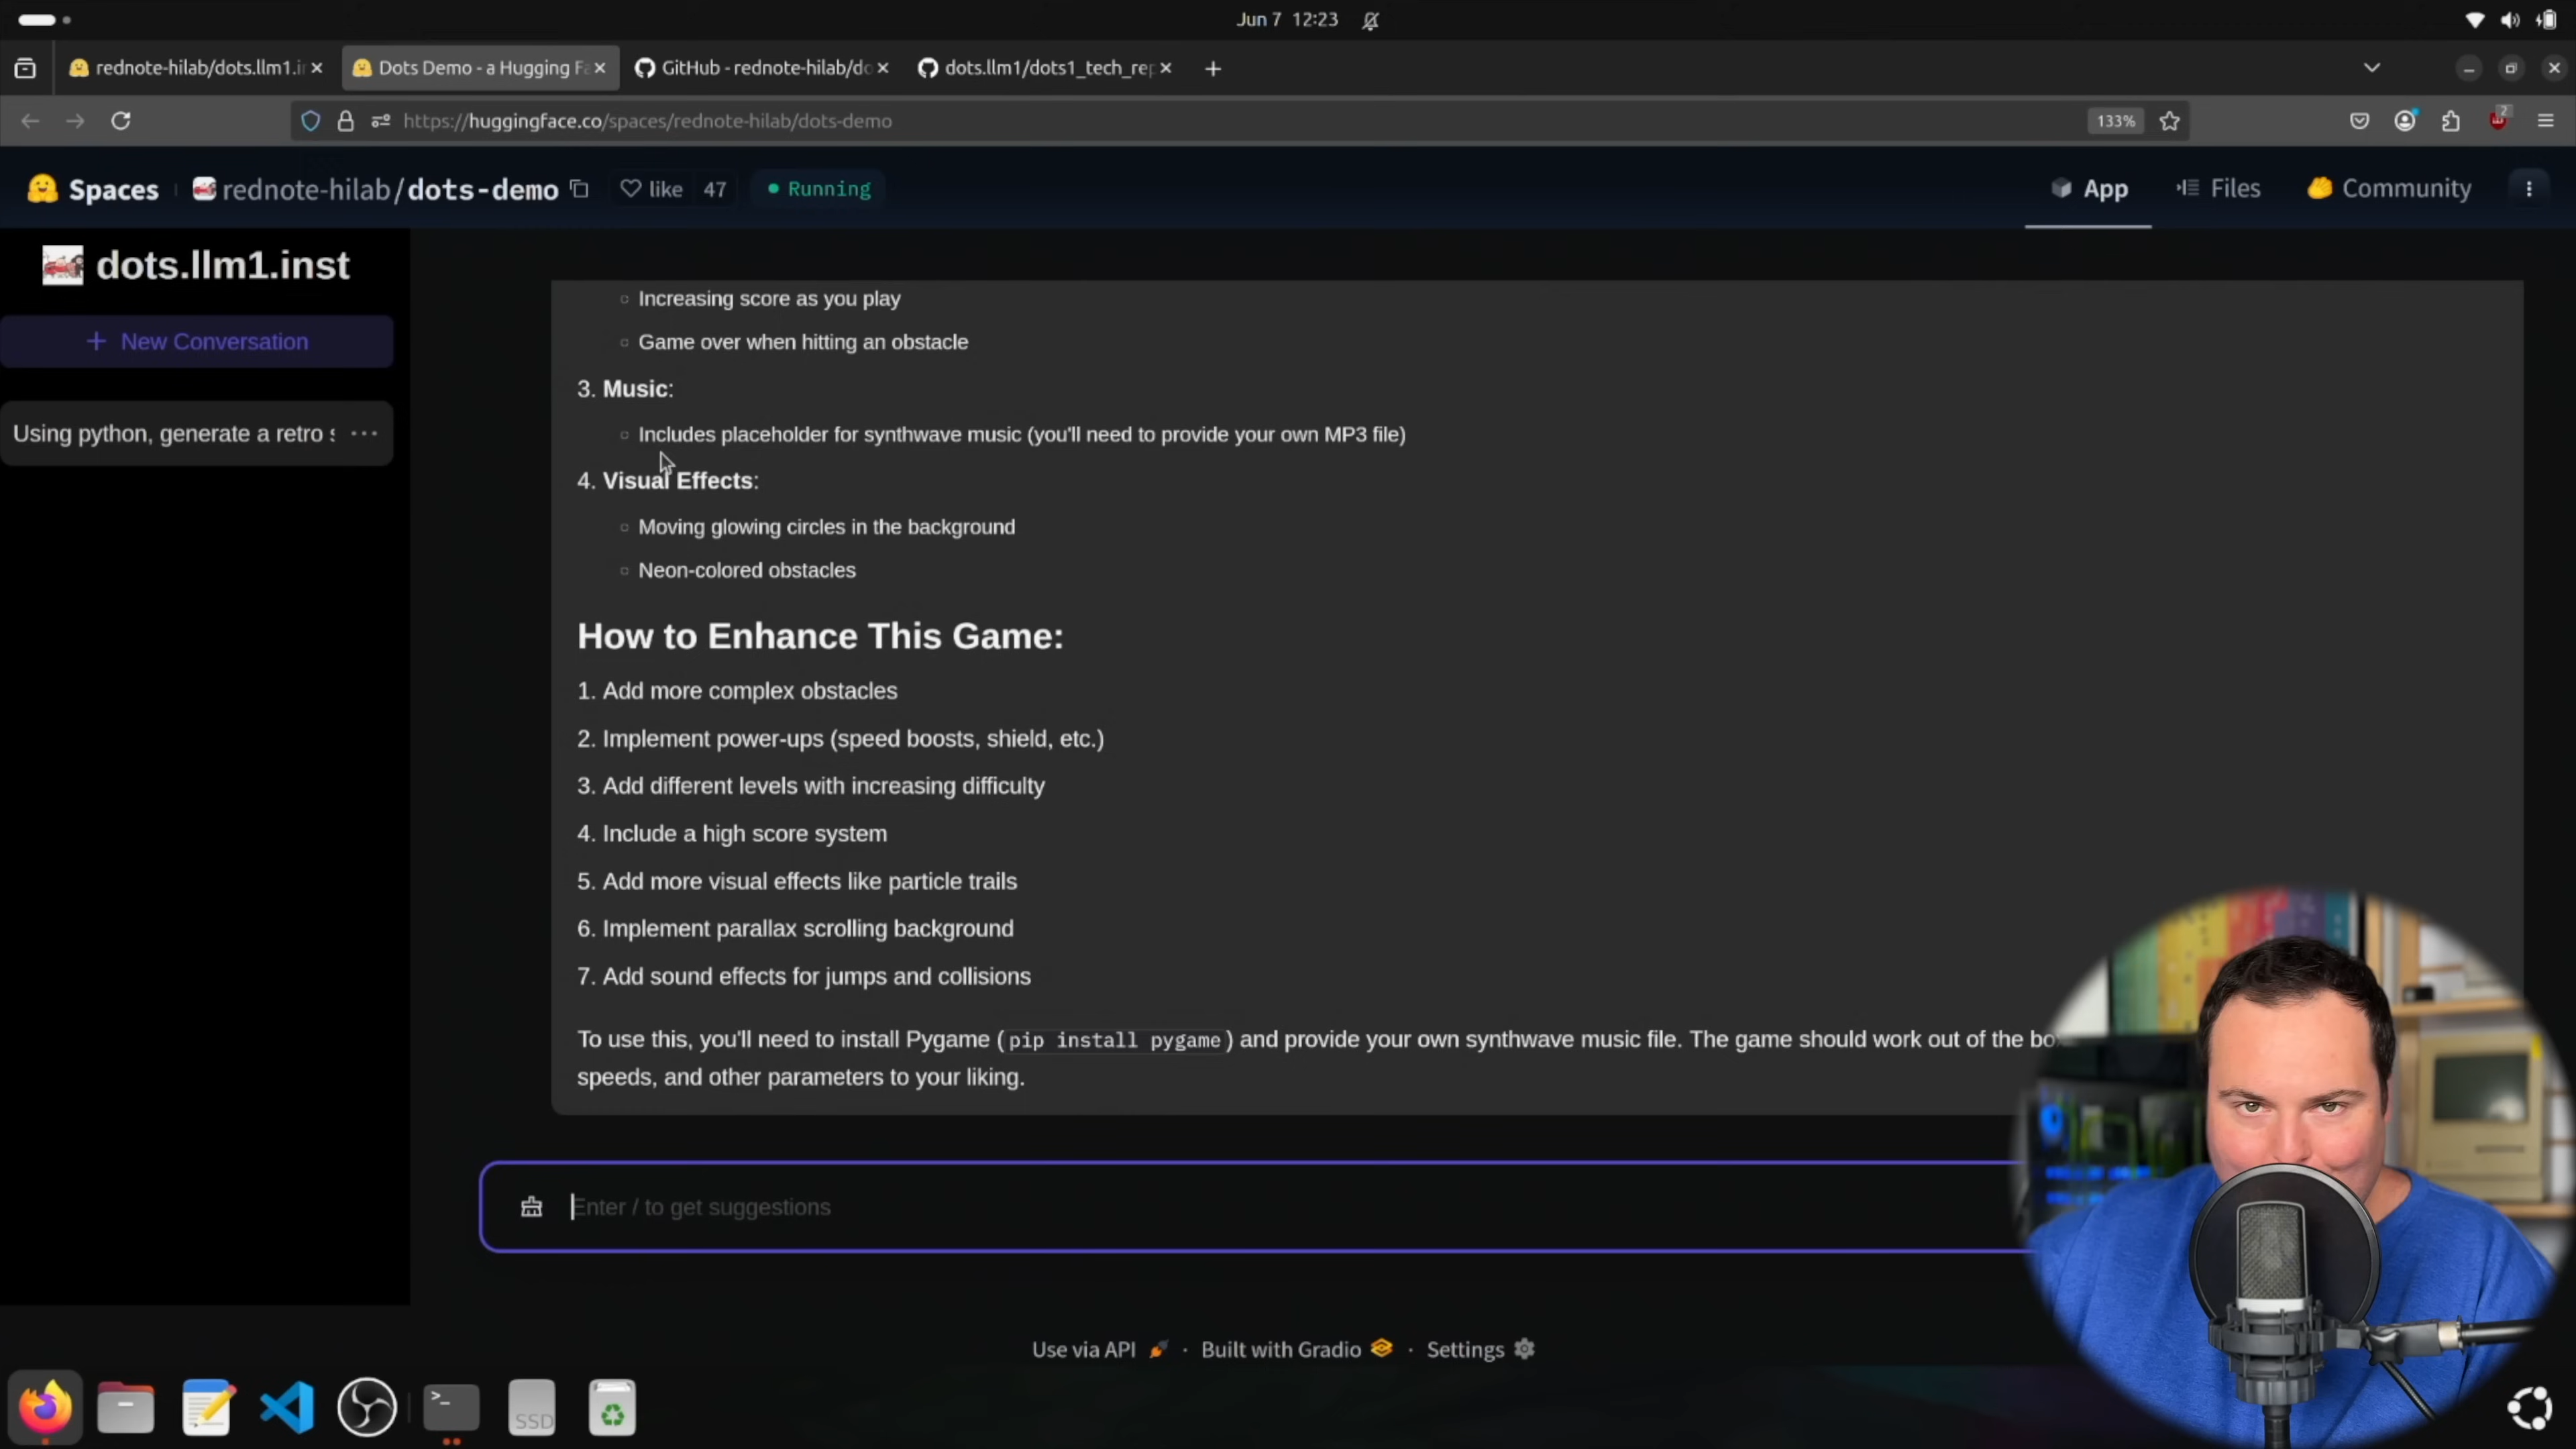 Jun 7 12:23
rednote-hilab/dots.llm1.i
Dots Demo - a Hugging Fa
GitHub - rednote-hilab/do
dots.llm1/dots1_tech_rep
https://huggingface.co/spaces/rednote-hilab/dots-demo
133%
2
Spaces
rednote-hilab/dots-demo
like 47
Running
App
Files
Community
dots.llm1.inst
+ New Conversation
Using python, generate a retro s ...
Increasing score as you play
Game over when hitting an obstacle
3. Music:
Includes placeholder for synthwave music (you'll need to provide your own MP3 file)
4. Visual Effects:
Moving glowing circles in the background
Neon-colored obstacles
How to Enhance This Game:
1. Add more complex obstacles
2. Implement power-ups (speed boosts, shield, etc.)
3. Add different levels with increasing difficulty
4. Include a high score system
5. Add more visual effects like particle trails
6. Implement parallax scrolling background
7. Add sound effects for jumps and collisions
To use this, you'll need to install Pygame (pip install pygame) and provide your own synthwave music file. The game should work out of the bo
speeds, and other parameters to your liking.
Enter / to get suggestions
Use via API · Built with Gradio · Settings
>_
SSD